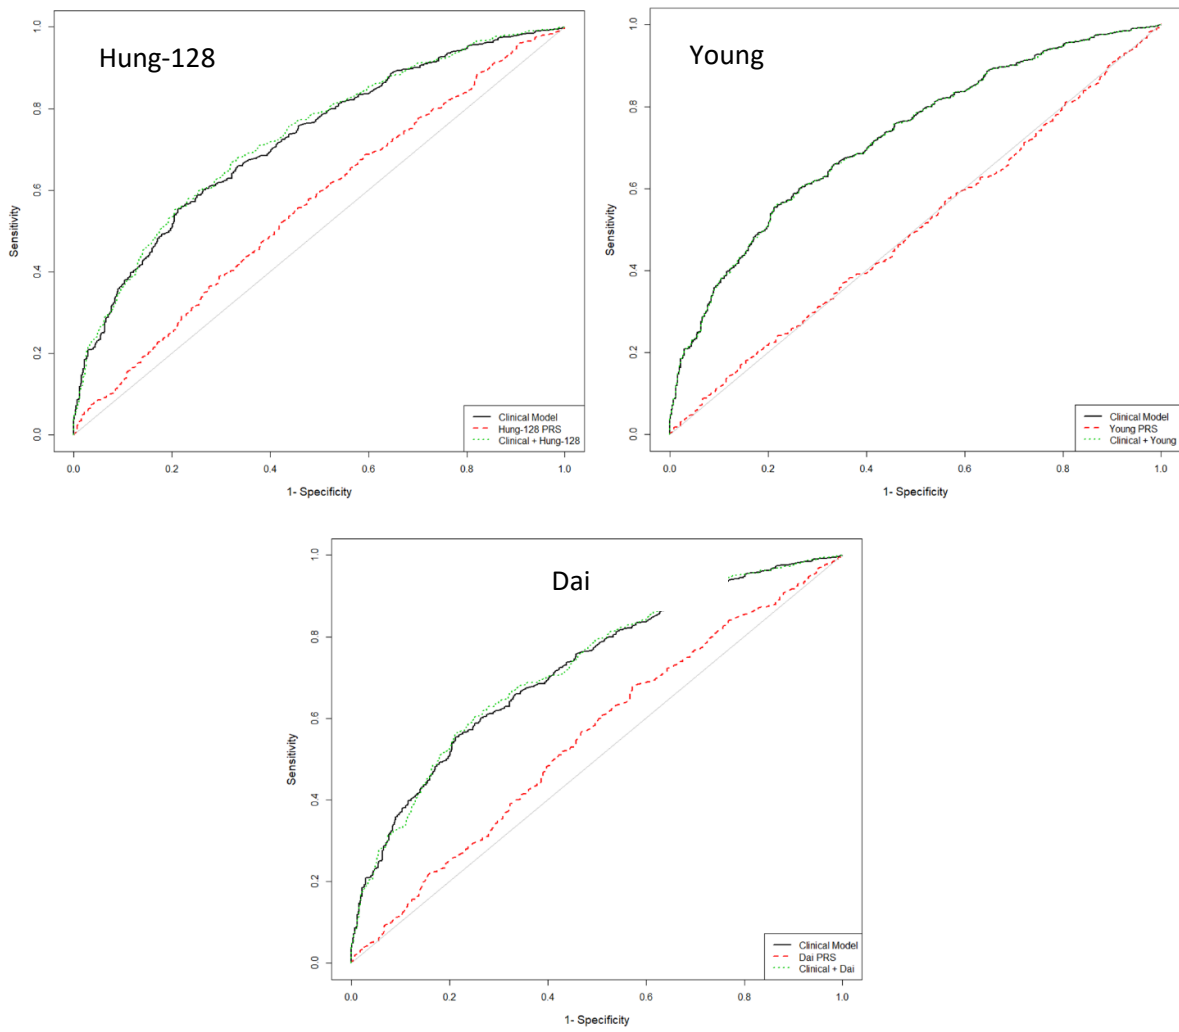 Hung-128
Sensitivity
1.0
0.8
0.6
0.4
0.2
0.0
Clinical Model
Hung-128 PRS
Clinical + Hung-128
0.0 0.2 0.4 0.6 0.8 1.0
1- Specificity
Young
Sensitivity
1.0
0.8
0.6
0.4
0.2
0.0
Clinical Model
Young PRS
Clinical + Young
0.0 0.2 0.4 0.6 0.8 1.0
1- Specificity
Dai
Sensitivity
1.0
0.8
0.6
0.4
0.2
0.0
Clinical Model
Dai PRS
Clinical + Dai
0.0 0.2 0.4 0.6 0.8 1.0
1- Specificity